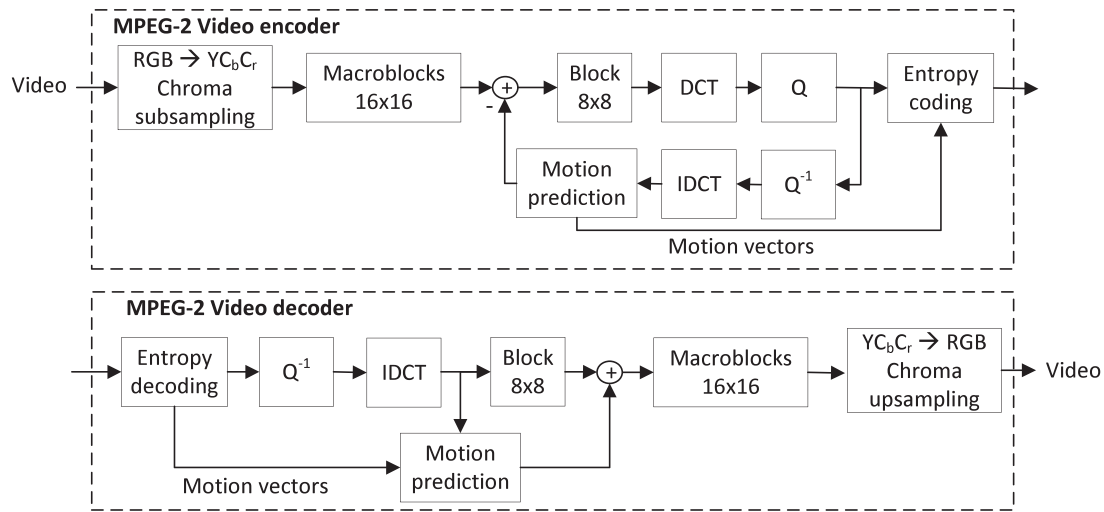 MPEG-2 Video encoder
Video
RGB → YCbCr
Chroma
subsampling
Macroblocks
16x16
+
-
Block
8x8
DCT
Q
Entropy
coding
Motion
prediction
IDCT
Q-1
Motion vectors
MPEG-2 Video decoder
Entropy
decoding
Q-1
IDCT
Block
8x8
+
Macroblocks
16x16
YCbCr → RGB
Chroma
upsampling
Video
Motion
prediction
Motion vectors